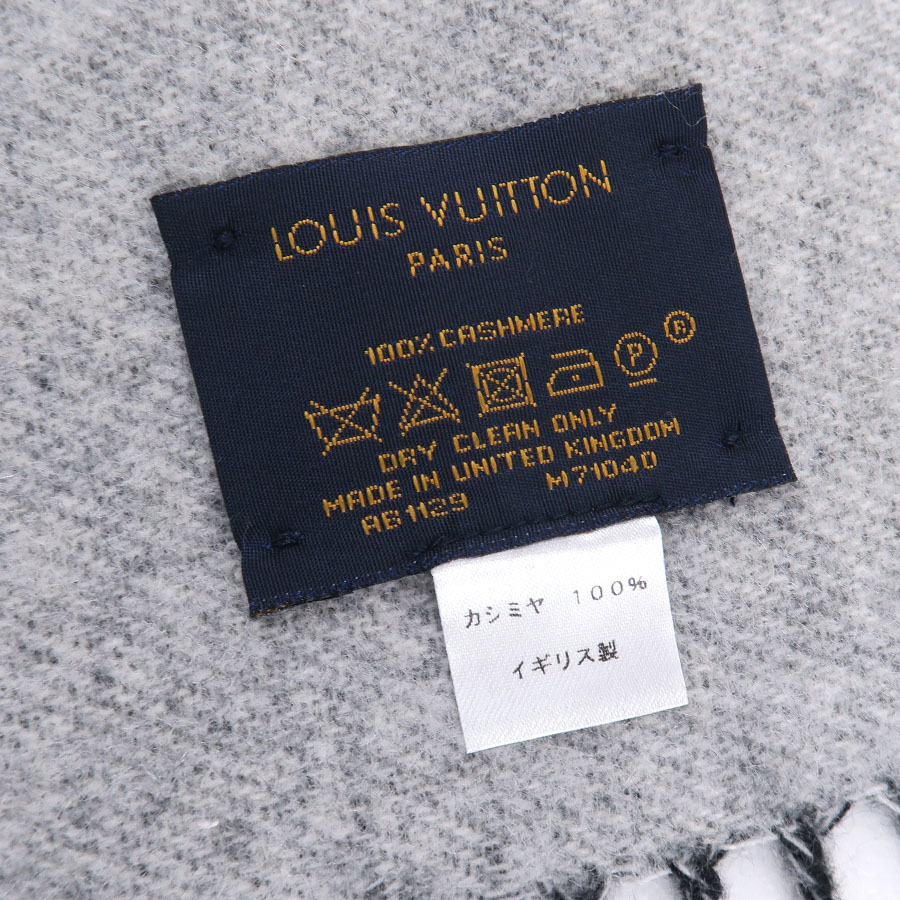 LOUIS VUITTON
PARIS
100% CASHMERE
P R
DRY CLEAN ONLY
MADE IN UNITED KINGDOM
AB1129 M71040
カシミヤ 100%
イギリス製